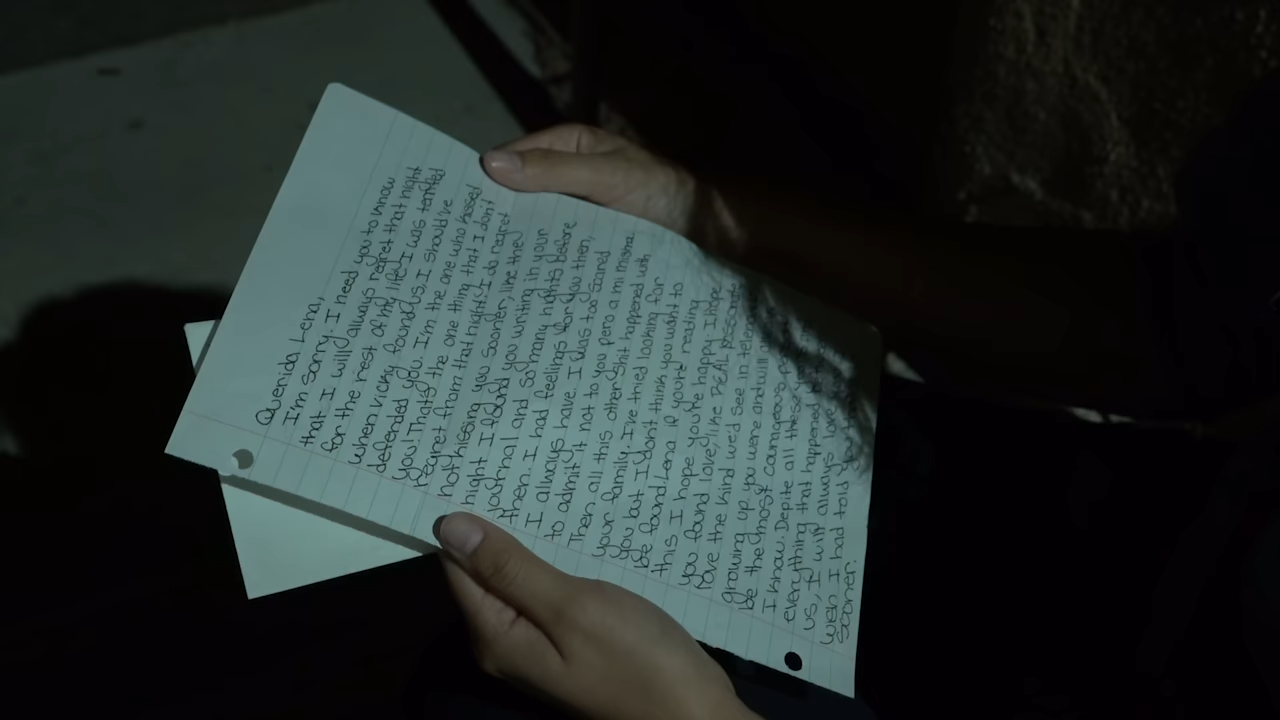 Querida Lena,
I'm sorry. I need you to know
that I will always regret that night
for the rest of my life. I was terrified
when Vicky found us, I should've
defended you. I'm the one who kissed
you! That's the one thing that I don't
regret from that night. I do regret
not kissing you sooner, like the
night I found you writing in your
journal and so many nights before
then. I had feelings for you then,
I always have. I was too scared
to admit it not to you pero a mi misma.
Then all this other shit happened with
your family. I've tried looking for
you but I don't think you want to
be found. Lena if you're reading
this I hope you're happy. I hope
you found love, like REAL passionate
love the kind we'd see in telen
growing up. you were and will a
be the most courageous
I know. Depite all these
everything that happened
us, I will always love
wish I had told you
sooner.